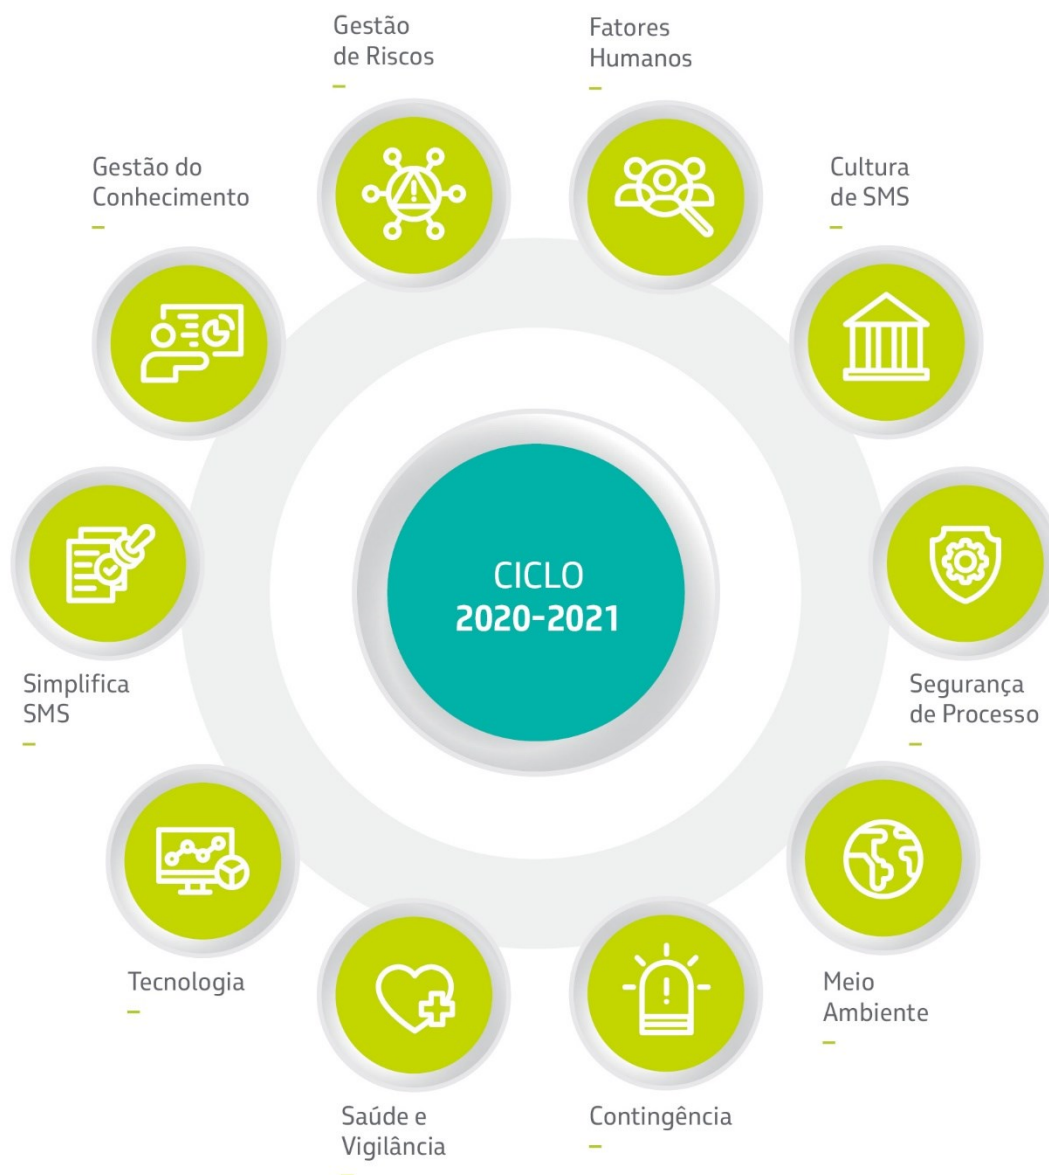 Gestão
de Riscos
Fatores
Humanos
Gestão do
Conhecimento
Cultura
de SMS
CICLO
2020-2021
Simplifica
SMS
Segurança
de Processo
Tecnologia
Meio
Ambiente
Saúde e
Vigilância
Contingência